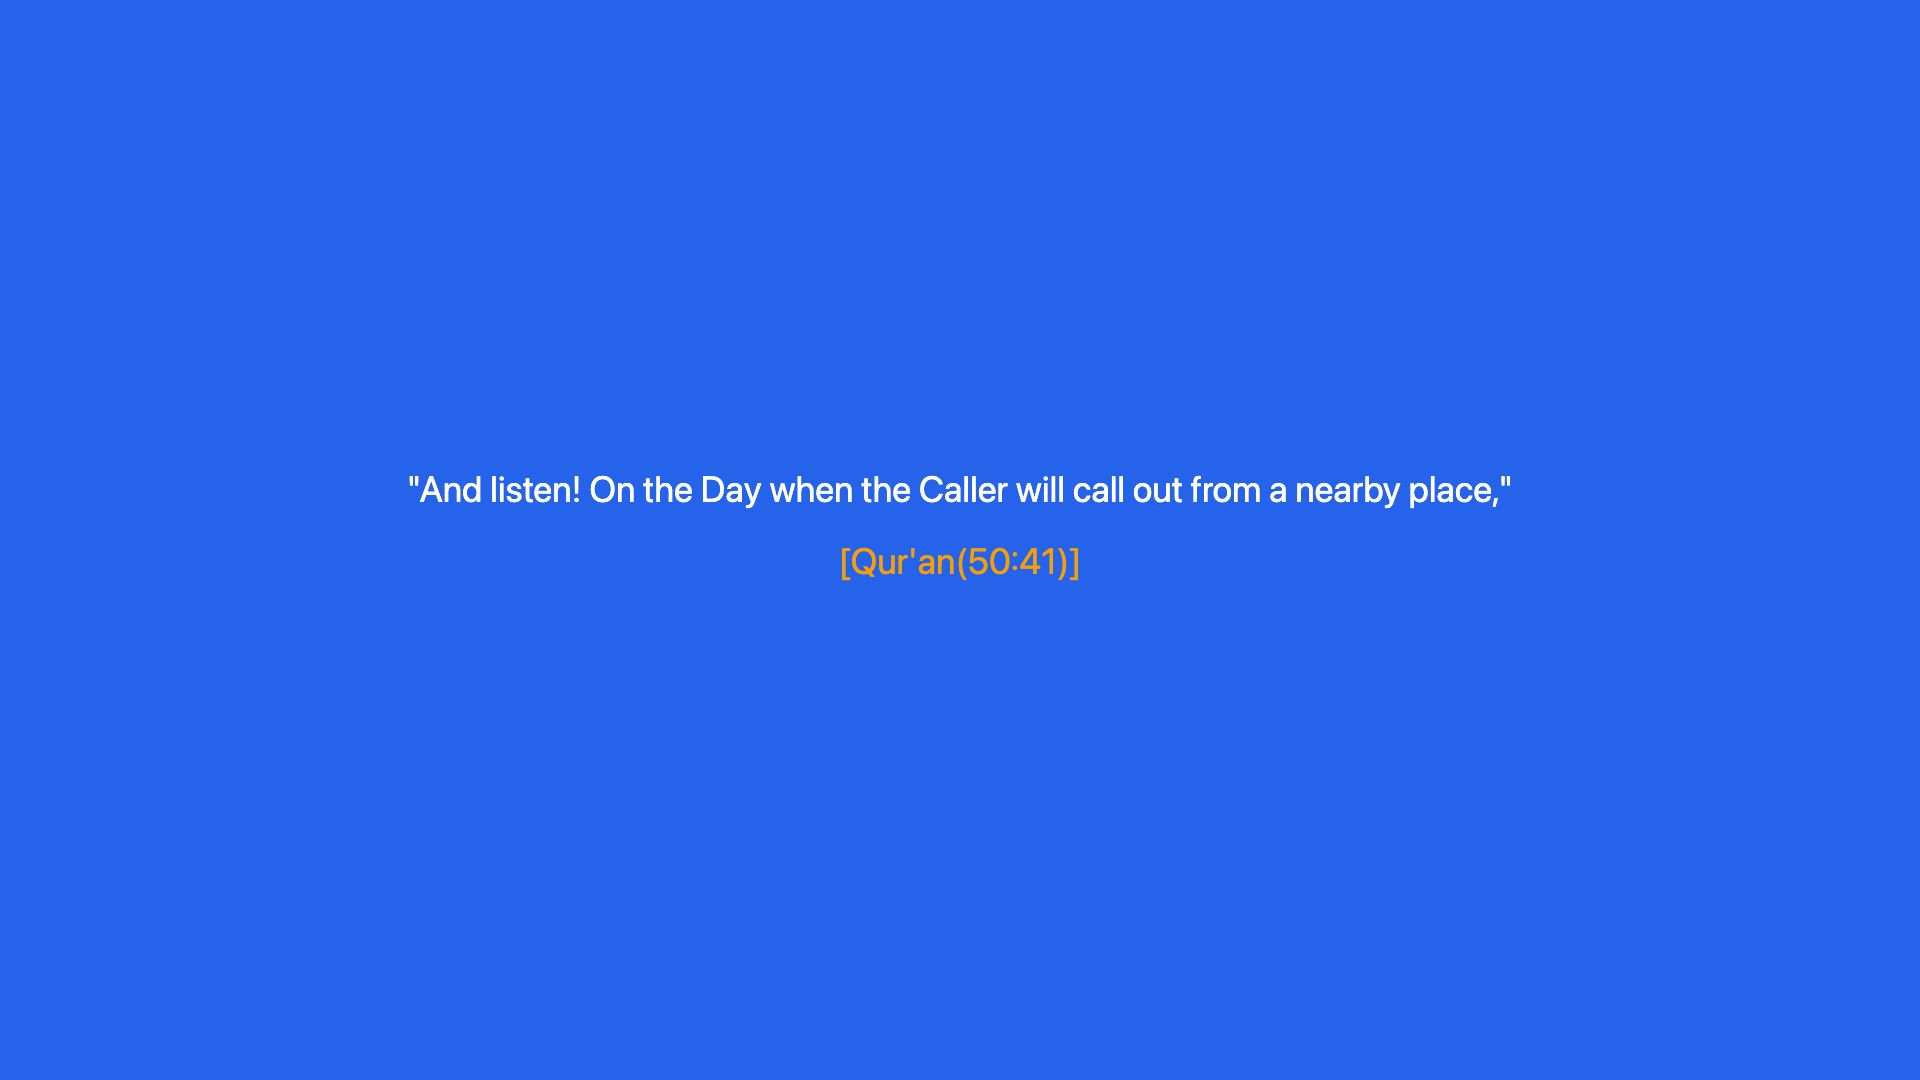 "And listen! On the Day when the Caller will call out from a nearby place,"
[Qur'an(50:41)]